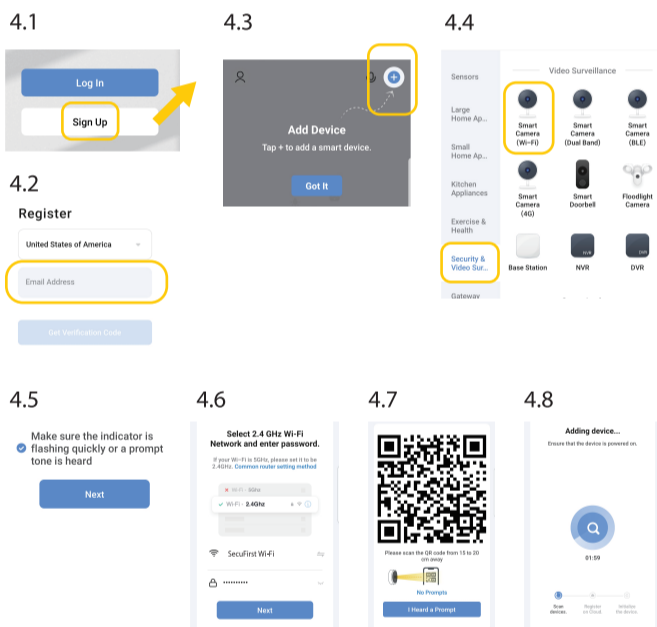 4.1
Log In
Sign Up
4.2
Register
United States of America
Email Address
Get Verification Code
4.3
Add Device
Tap + to add a smart device.
Got It
4.4
Sensors
Large
Home Ap...
Small
Home Ap...
Kitchen
Appliances
Exercise &
Health
Security &
Video Sur...
Gateway
Video Surveillance
Smart
Camera
(Wi-Fi)
Smart
Camera
(Dual Band)
Smart
Camera
(BLE)
Smart
Camera
(4G)
Smart
Doorbell
Floodlight
Camera
Base Station
NVR
NVR
DVR
DVR
4.5
Make sure the indicator is
flashing quickly or a prompt
tone is heard
Next
4.6
Select 2.4 GHz Wi-Fi
Network and enter password.
If your Wi-Fi is 5GHz, please set it to be
2.4GHz. Common router setting method
Wi-Fi - 5Ghz
Wi-Fi - 2.4Ghz
SecuFirst Wi-Fi
Next
4.7
Please scan the QR code from 15 to 20
cm away
No Prompts
I Heard a Prompt
4.8
Adding device...
Ensure that the device is powered on.
01:59
Scan
devices.
Register
on Cloud.
Initialize
the device.